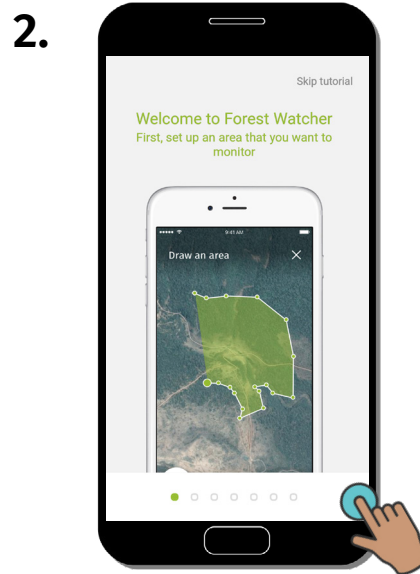 2.
Skip tutorial
Welcome to Forest Watcher
First, set up an area that you want to
monitor
9:41 AM
Draw an area